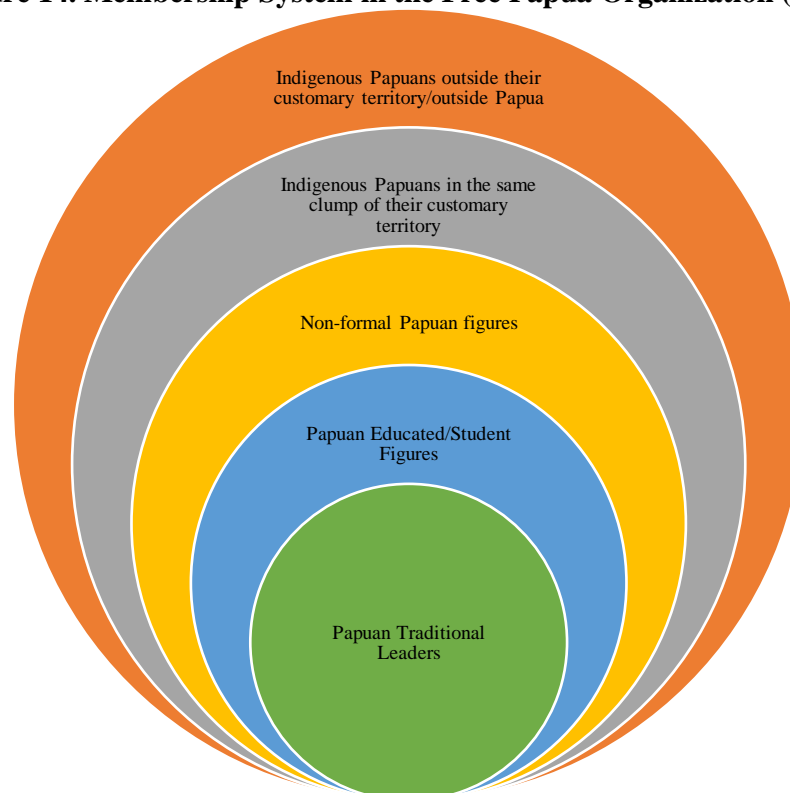 Membership System in the Free Papua Organization (
Indigenous Papuans outside their
customary territory/outside Papua
Indigenous Papuans in the same
clump of their customary
territory
Non-formal Papuan figures
Papuan Educated/Student
Figures
Papuan Traditional
Leaders